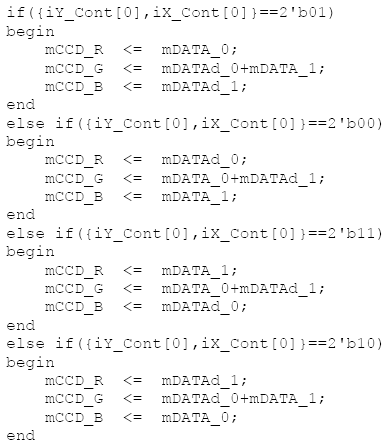 if({iY_Cont[0],iX_Cont[0]}==2'b01)
begin
    mCCD_R  <=  mDATA_0;
    mCCD_G  <=  mDATAd_0+mDATA_1;
    mCCD_B  <=  mDATAd_1;
end
else if({iY_Cont[0],iX_Cont[0]}==2'b00)
begin
    mCCD_R  <=  mDATAd_0;
    mCCD_G  <=  mDATA_0+mDATAd_1;
    mCCD_B  <=  mDATA_1;
end
else if({iY_Cont[0],iX_Cont[0]}==2'b11)
begin
    mCCD_R  <=  mDATA_1;
    mCCD_G  <=  mDATA_0+mDATAd_1;
    mCCD_B  <=  mDATAd_0;
end
else if({iY_Cont[0],iX_Cont[0]}==2'b10)
begin
    mCCD_R  <=  mDATAd_1;
    mCCD_G  <=  mDATAd_0+mDATA_1;
    mCCD_B  <=  mDATA_0;
end